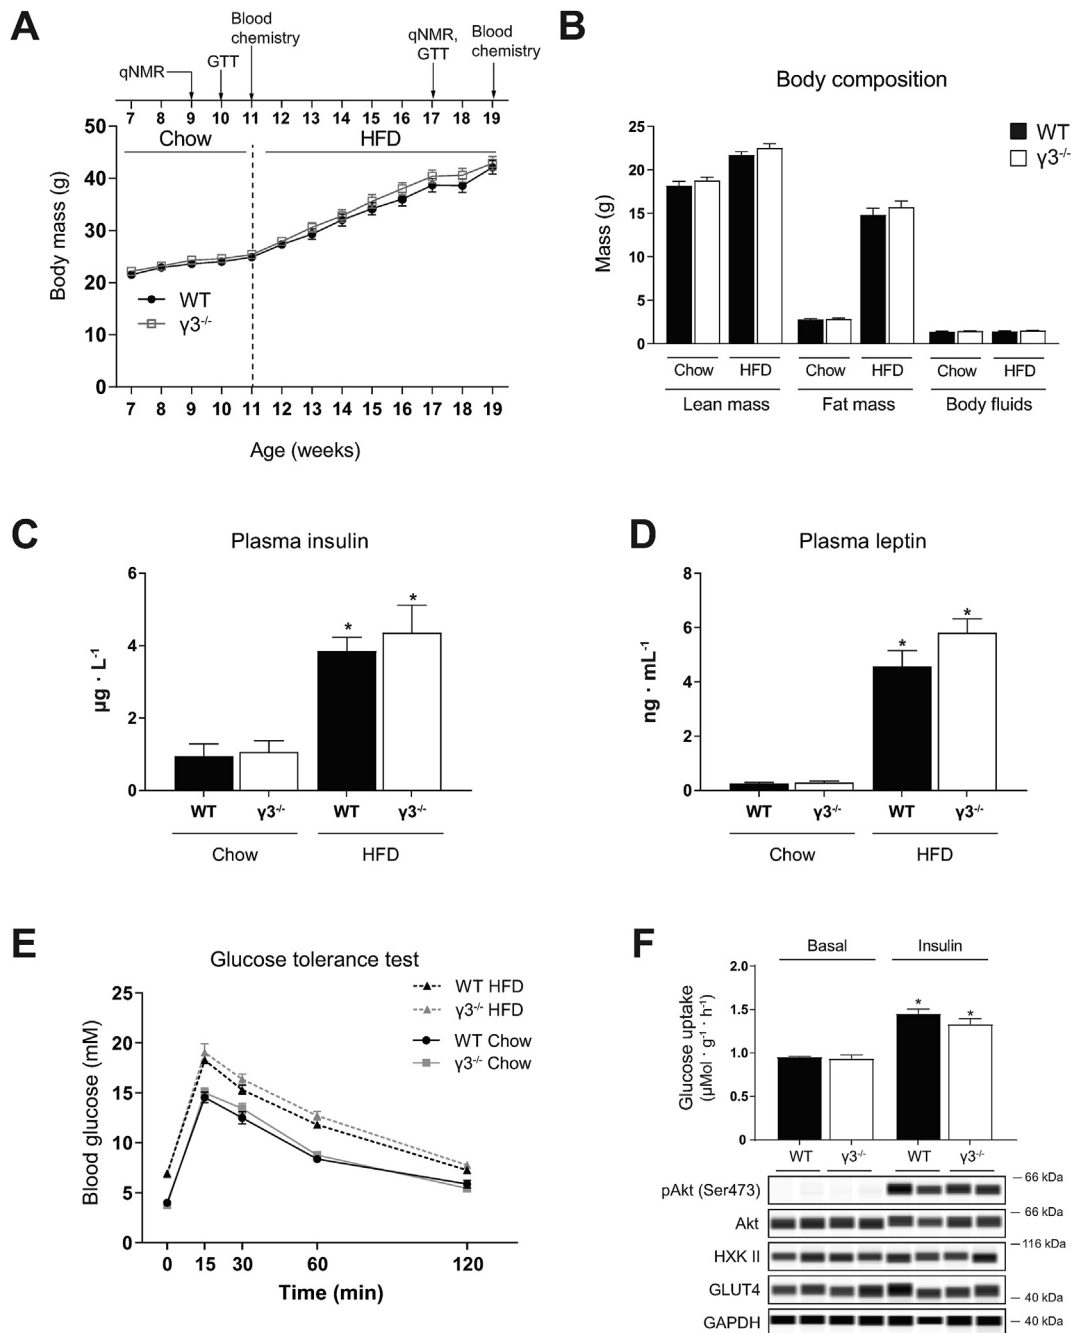 A
qNMR
GTT
Blood
chemistry
qNMR,
GTT
Blood
chemistry
7 8 9 10 11 12 13 14 15 16 17 18 19
Chow HFD
50
40
30
20
10
0
Body mass (g)
WT
γ3-/-
7 8 9 10 11 12 13 14 15 16 17 18 19
Age (weeks)
B
Body composition
WT
γ3-/-
25
20
15
10
5
0
Mass (g)
Chow HFD Chow HFD Chow HFD
Lean mass Fat mass Body fluids
C
Plasma insulin
6
4
2
0
µg · L-1
* *
WT γ3-/- WT γ3-/-
Chow HFD
D
Plasma leptin
8
6
4
2
0
ng · mL-1
* *
WT γ3-/- WT γ3-/-
Chow HFD
E
Glucose tolerance test
WT HFD
γ3-/- HFD
WT Chow
γ3-/- Chow
25
20
15
10
5
0
Blood glucose (mM)
0 15 30 60 120
Time (min)
F
Basal Insulin
2.0
1.5
1.0
0.5
0
Glucose uptake
(µMol · g-1 · h-1)
* *
WT γ3-/- WT γ3-/-
pAkt (Ser473) 66 kDa
Akt 66 kDa
HXK II 116 kDa
GLUT4 40 kDa
GAPDH 40 kDa